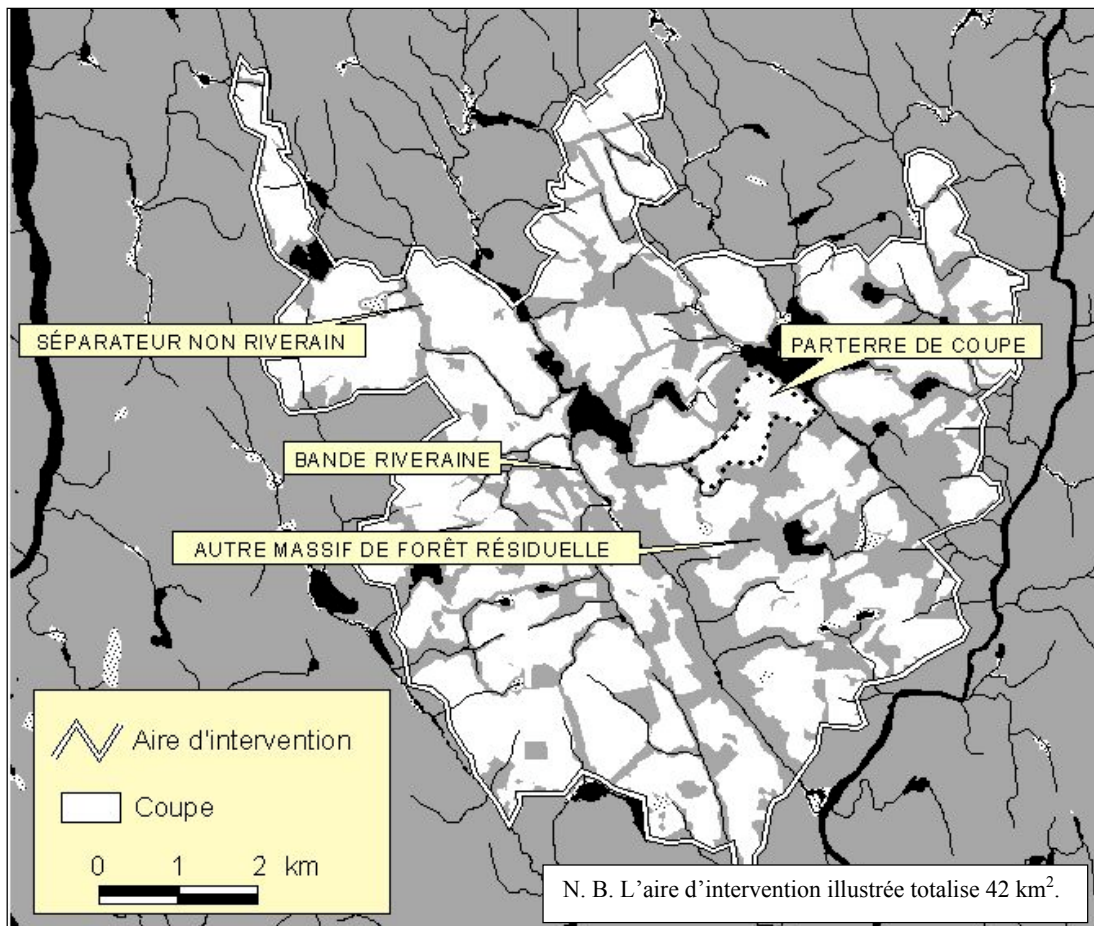 SÉPARATEUR NON RIVERAIN
PARTERRE DE COUPE
BANDE RIVERAINE
AUTRE MASSIF DE FORÊT RÉSIDUELLE
Aire d'intervention
Coupe
0 1 2 km
N. B. L'aire d'intervention illustrée totalise 42 km².